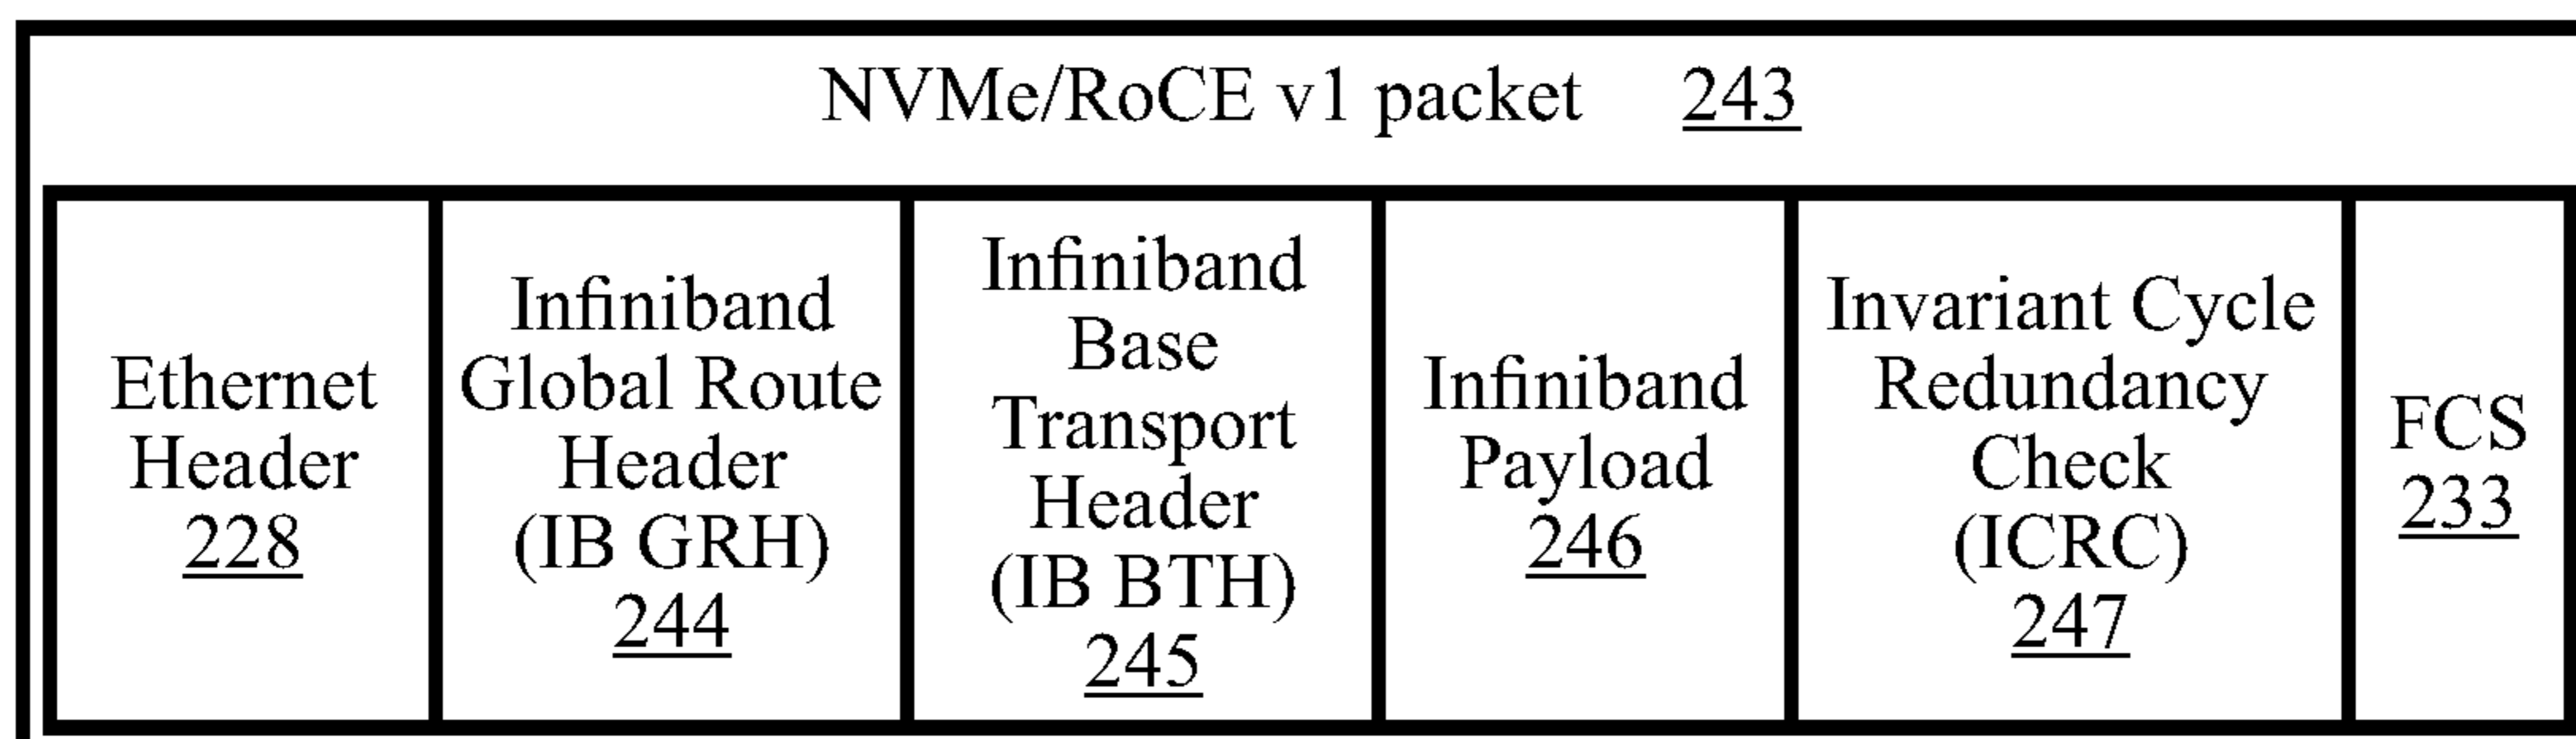 NVMe/RoCE v1 packet 243
Ethernet
Header
228
Infiniband
Global Route
Header
(IB GRH)
244
Infiniband
Base
Transport
Header
(IB BTH)
245
Infiniband
Payload
246
Invariant Cycle
Redundancy
Check
(ICRC)
247
FCS
233